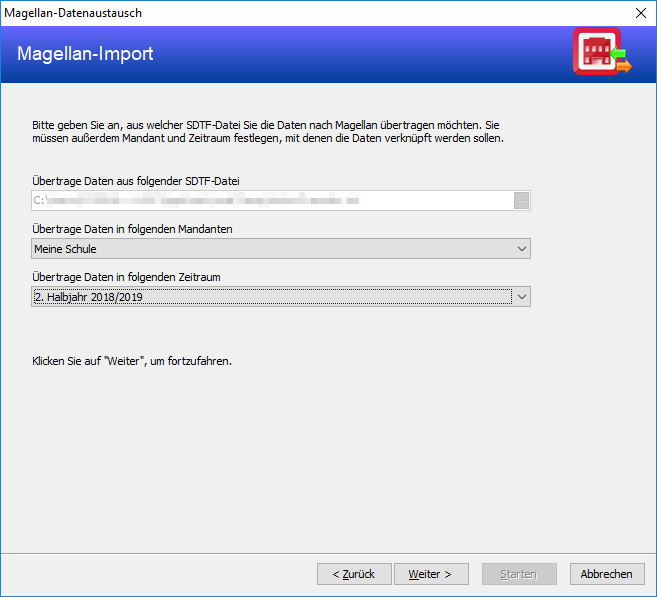 Magellan-Datenaustausch
Magellan-Import
Bitte geben Sie an, aus welcher SDTF-Datei Sie die Daten nach Magellan übertragen möchten. Sie
müssen außerdem Mandant und Zeitraum festlegen, mit denen die Daten verknüpft werden sollen.
Übertrage Daten aus folgender SDTF-Datei
C:\
...
Übertrage Daten in folgenden Mandanten
Meine Schule
Übertrage Daten in folgenden Zeitraum
2. Halbjahr 2018/2019
Klicken Sie auf "Weiter", um fortzufahren.
< Zurück
Weiter >
Starten
Abbrechen